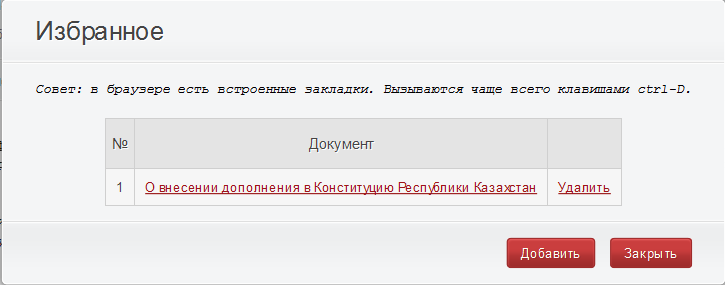 Избранное
Совет: в браузере есть встроенные закладки. Вызываются чаще всего клавишами ctrl-D.
№ Документ
1 О внесении дополнения в Конституцию Республики Казахстан Удалить
Добавить Закрыть